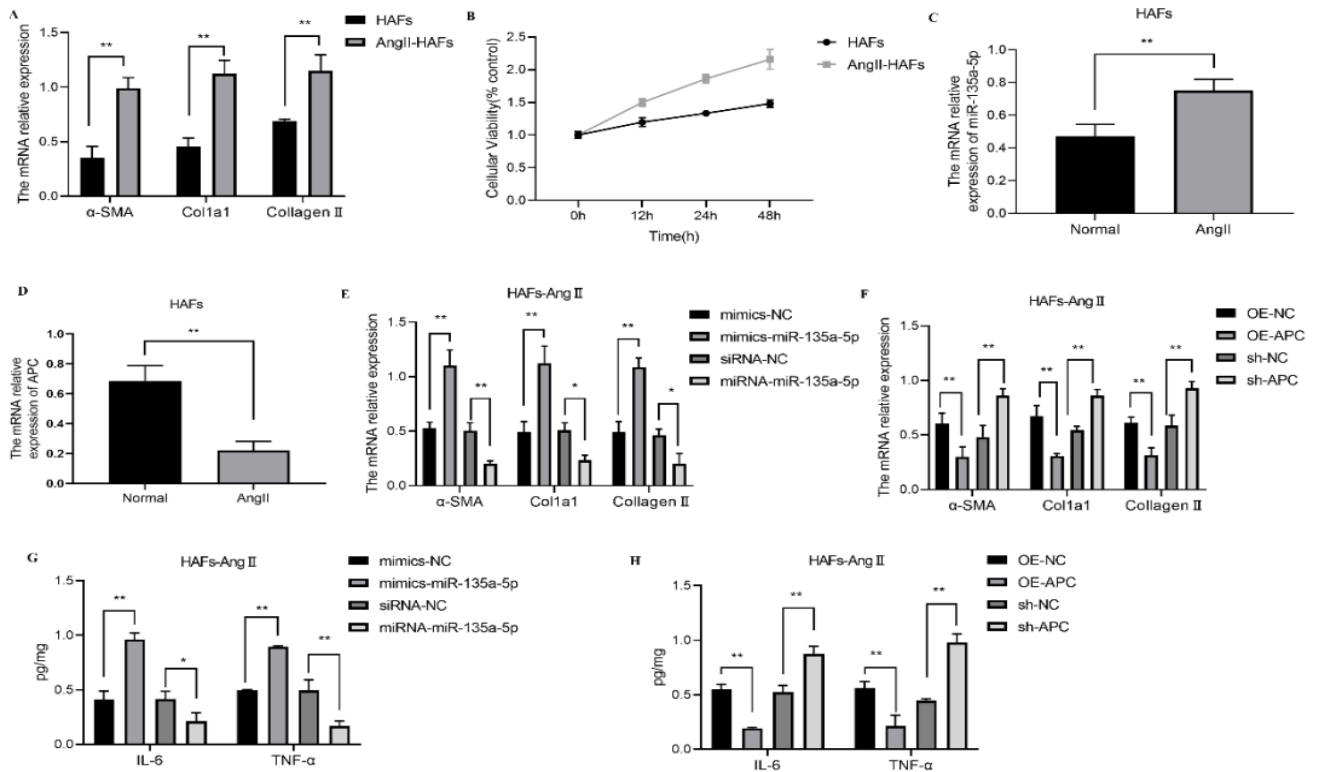 A
The mRNA relative expression
1.5
1.0
0.5
0.0
**
**
**
α-SMA
Col1a1
Collagen Ⅱ
HAFs
AngII-HAFs
B
Cellular Viability(% control)
2.5
2.0
1.5
1.0
0.5
0.0
0h
12h
24h
48h
Time(h)
HAFs
AngII-HAFs
C
HAFs
The mRNA relative
expression of miR-135a-5p
1.0
0.8
0.6
0.4
0.2
0.0
**
Normal
AngII
D
HAFs
The mRNA relative
expression of APC
1.0
0.8
0.6
0.4
0.2
0.0
**
Normal
AngII
E
HAFs-Ang Ⅱ
The mRNA relative expression
1.5
1.0
0.5
0.0
**
**
**
*
**
*
α-SMA
Col1a1
Collagen Ⅱ
mimics-NC
mimics-miR-135a-5p
siRNA-NC
miRNA-miR-135a-5p
F
HAFs-Ang Ⅱ
The mRNA relative expression
1.5
1.0
0.5
0.0
**
**
**
**
**
**
α-SMA
Col1a1
Collagen Ⅱ
OE-NC
OE-APC
sh-NC
sh-APC
G
HAFs-Ang Ⅱ
pg/mg
1.5
1.0
0.5
0.0
**
*
**
**
IL-6
TNF-α
mimics-NC
mimics-miR-135a-5p
siRNA-NC
miRNA-miR-135a-5p
H
HAFs-Ang Ⅱ
pg/mg
1.5
1.0
0.5
0.0
**
**
**
**
IL-6
TNF-α
OE-NC
OE-APC
sh-NC
sh-APC